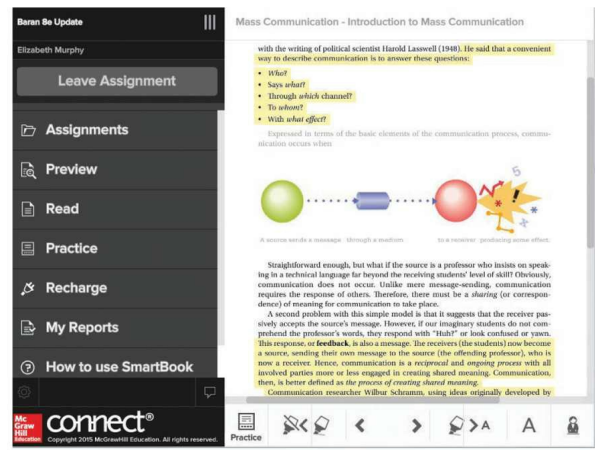 Baran 8e Update
Mass Communication - Introduction to Mass Communication
Elizabeth Murphy
Leave Assignment
Assignments
Preview
Read
Practice
Recharge
My Reports
How to use SmartBook
with the writing of political scientist Harold Lasswell (1948). He said that a convenient
way to describe communication is to answer these questions:
• Who?
• Says what?
• Through which channel?
• To whom?
• With what effect?
Expressed in terms of the basic elements of the communication process, commu-
nication occurs when
A source sends a message through a medium to a receiver producing some effect.
Straightforward enough, but what if the source is a professor who insists on speak-
ing in a technical language far beyond the receiving students' level of skill? Obviously,
communication does not occur. Unlike mere message-sending, communication
requires the response of others. Therefore, there must be a sharing (or correspon-
dence) of meaning for communication to take place.
A second problem with this simple model is that it suggests that the receiver pas-
sively accepts the source's message. However, if our imaginary students do not com-
prehend the professor's words, they respond with "Huh?" or look confused or yawn.
This response, or feedback, is also a message. The receivers (the students) now become
a source, sending their own message to the source (the offending professor), who is
now a receiver. Hence, communication is a reciprocal and ongoing process with all
involved parties more or less engaged in creating shared meaning. Communication,
then, is better defined as the process of creating shared meaning.
Communication researcher Wilbur Schramm, using ideas originally developed by
Mc
Graw
Hill
Education
connect®
Copyright 2015 McGrawHill Education. All rights reserved.
Practice
A
A